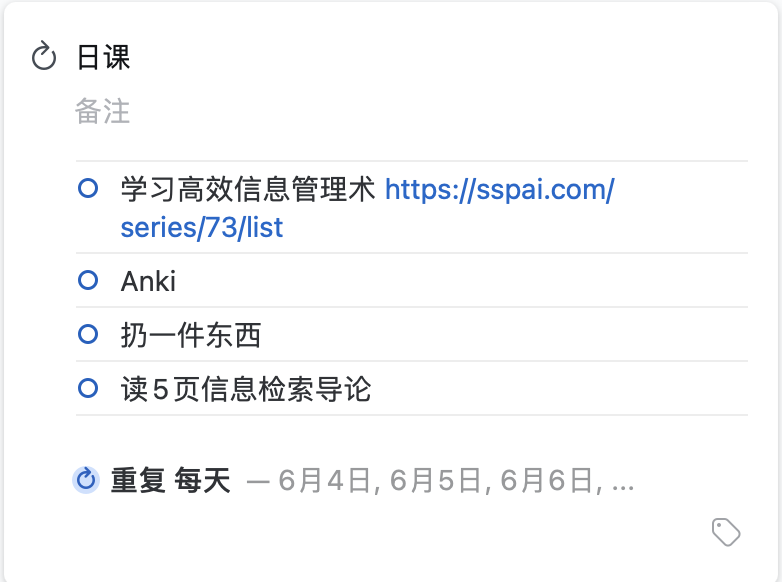 日课
备注
学习高效信息管理术 https://sspai.com/
series/73/list
Anki
扔一件东西
读5页信息检索导论
重复 每天 — 6月4日, 6月5日, 6月6日, ...